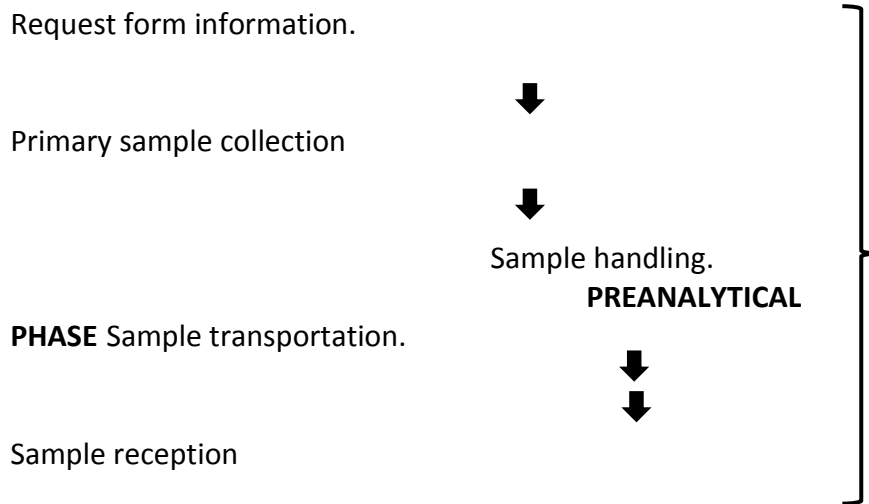 Request form information.
Primary sample collection
Sample handling.
PREANALYTICAL
PHASE Sample transportation.
Sample reception